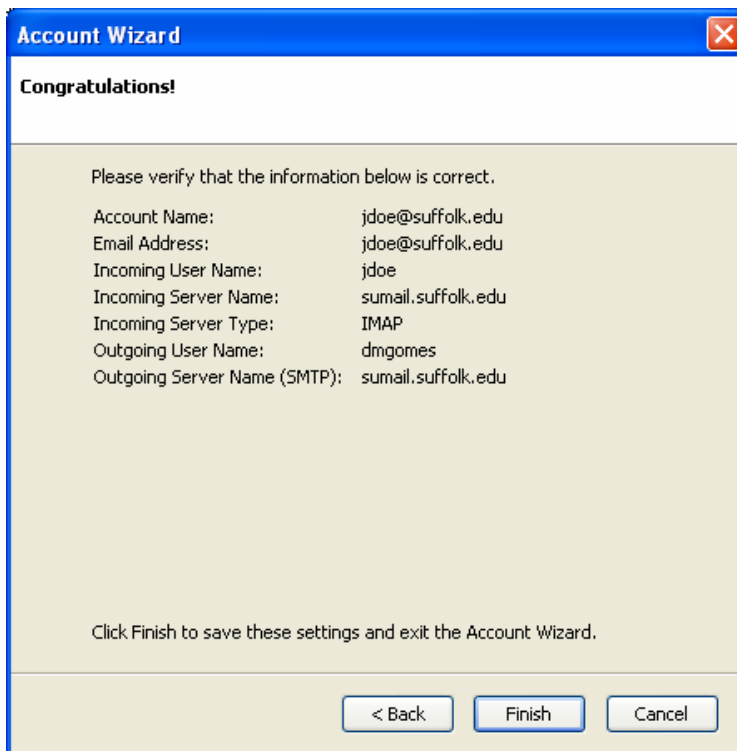 Account Wizard
Congratulations!
Please verify that the information below is correct.
Account Name: jdoe@suffolk.edu
Email Address: jdoe@suffolk.edu
Incoming User Name: jdoe
Incoming Server Name: sumail.suffolk.edu
Incoming Server Type: IMAP
Outgoing User Name: dmgomes
Outgoing Server Name (SMTP): sumail.suffolk.edu
Click Finish to save these settings and exit the Account Wizard.
< Back Finish Cancel